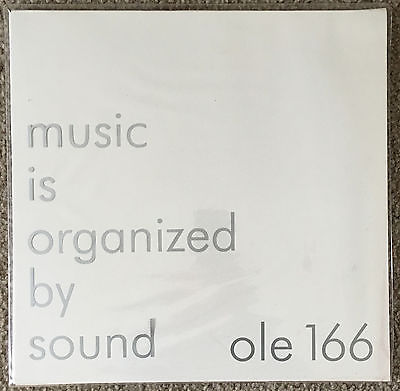 music
is
organized
by
sound ole 166